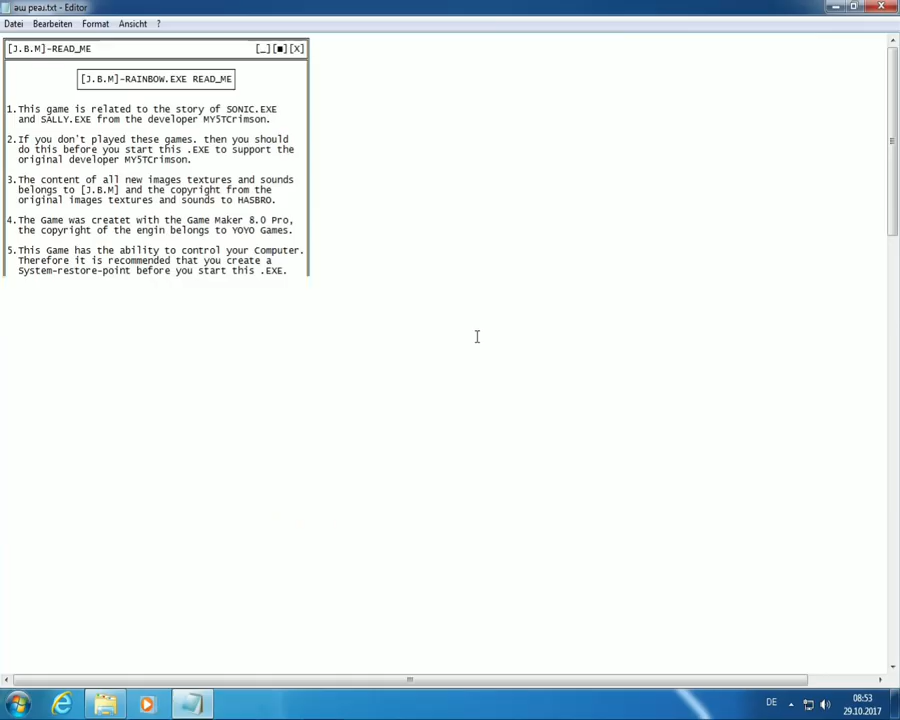 ǝɯ pɐǝɹ.txt - Editor
Datei Bearbeiten Format Ansicht ?
[J.B.M]-READ_ME [_][■][X]
[J.B.M]-RAINBOW.EXE READ_ME
1.This game is related to the story of SONIC.EXE
and SALLY.EXE from the developer MY5TCrimson.
2.If you don't played these games. then you should
do this before you start this .EXE to support the
original developer MY5TCrimson.
3.The content of all new images textures and sounds
belongs to [J.B.M] and the copyright from the
original images textures and sounds to HASBRO.
4.The Game was createt with the Game Maker 8.0 Pro,
the copyright of the engin belongs to YOYO Games.
5.This Game has the ability to control your Computer.
Therefore it is recommended that you create a
System-restore-point before you start this .EXE.
DE
08:53
29.10.2017